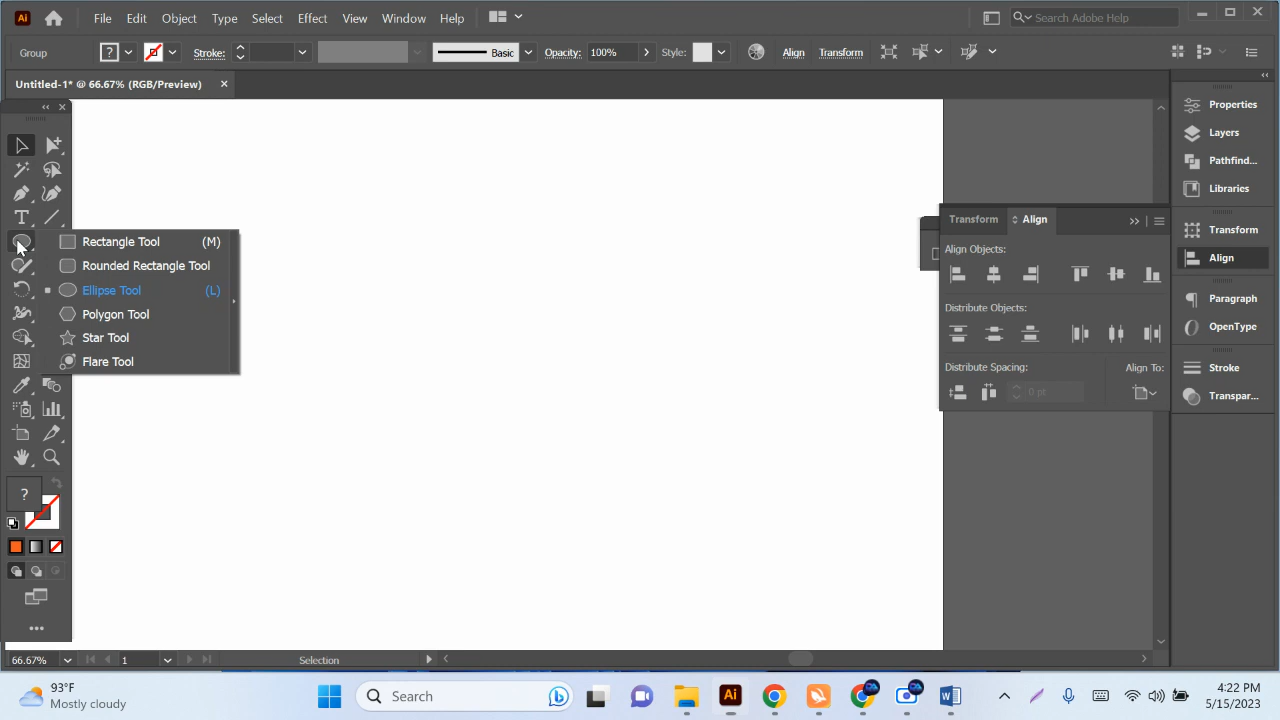 Ai File Edit Object Type Select Effect View Window Help Search Adobe Help
Group ? Stroke: Basic Opacity: 100% Style: Align Transform
Untitled-1* @ 66.67% (RGB/Preview) ×
Properties
Layers
Pathfind...
Libraries
Transform
Align
Paragraph
OpenType
Stroke
Transpar...
Transform Align
Align Objects:
Distribute Objects:
Distribute Spacing: Align To:
0 pt
T
Rectangle Tool (M)
Rounded Rectangle Tool
Ellipse Tool (L)
Polygon Tool
Star Tool
Flare Tool
?
66.67% 1 Selection
93°F
Mostly cloudy
Search
Ai
W
4:22 PM
5/15/2023